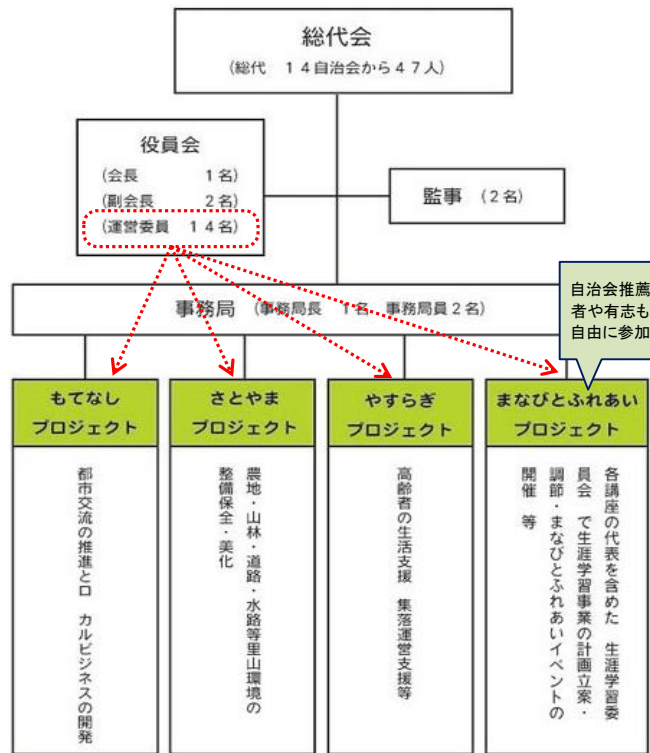 総代会
(総代 14自治会から47人)
役員会
(会長 1名)
(副会長 2名)
(運営委員 14名)
監事 (2名)
事務局 (事務局長 1名 事務局員2名)
自治会推薦
者や有志も
自由に参加
もてなし
プロジェクト
都市交流の推進とロ カルビジネスの開発
さとやま
プロジェクト
農地・山林・道路・水路等里山環境の
整備保全・美化
やすらぎ
プロジェクト
高齢者の生活支援 集落運営支援等
まなびとふれあい
プロジェクト
各講座の代表を含めた 生涯学習委
員会 で生涯学習事業の計画立案・
調節・まなびとふれあいイベントの
開催 等